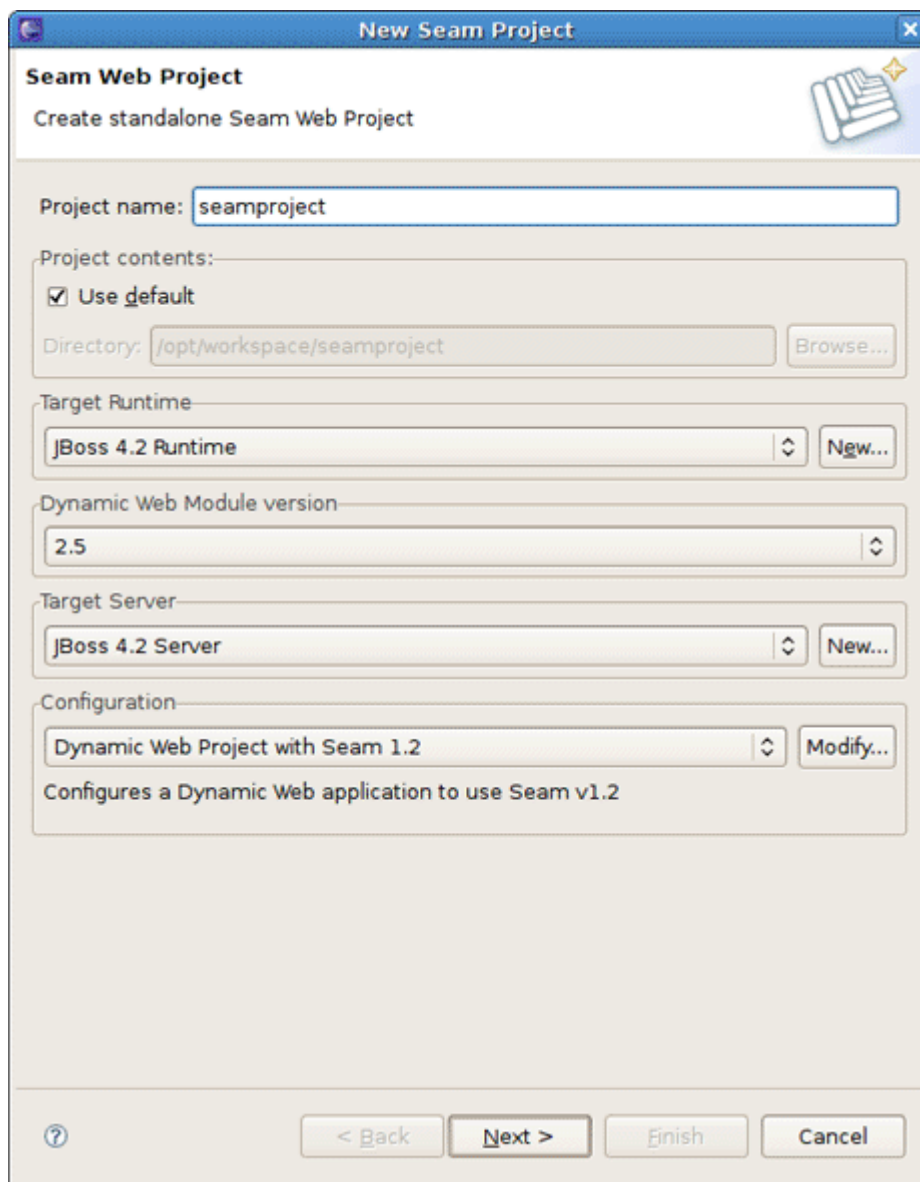 New Seam Project
Seam Web Project
Create standalone Seam Web Project
Project name: seamproject
Project contents:
Use default
Directory: /opt/workspace/seamproject Browse...
Target Runtime
JBoss 4.2 Runtime New...
Dynamic Web Module version
2.5
Target Server
JBoss 4.2 Server New...
Configuration
Dynamic Web Project with Seam 1.2 Modify...
Configures a Dynamic Web application to use Seam v1.2
? < Back Next > Finish Cancel